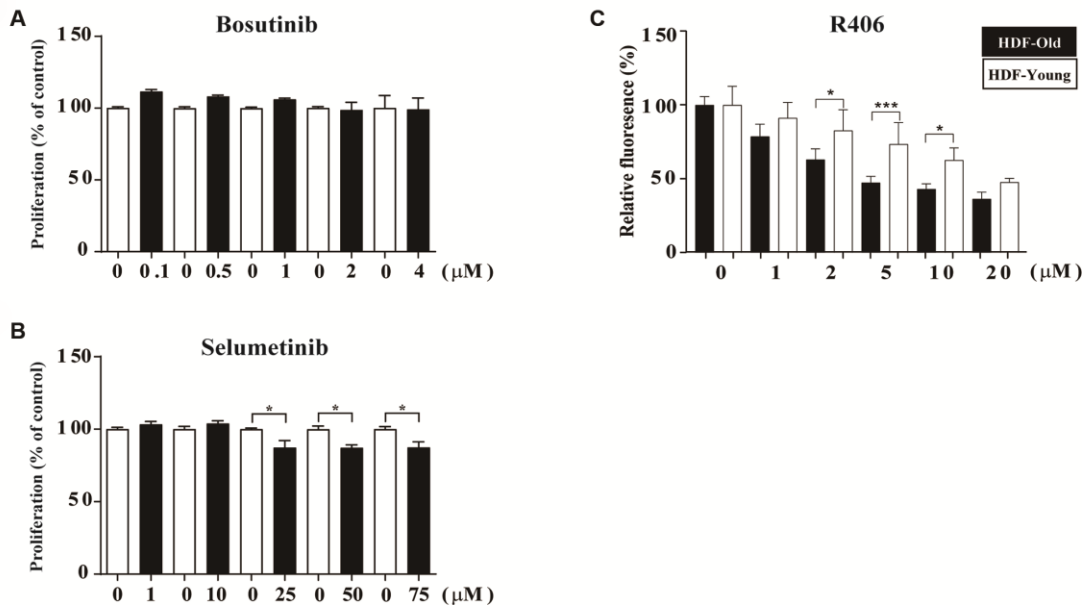 A
Bosutinib
Proliferation (% of control)
150
100
50
0
0 0.1 0 0.5 0 1 0 2 0 4 (μM)
B
Selumetinib
Proliferation (% of control)
150
100
50
0
* * *
0 1 0 10 0 25 0 50 0 75 (μM)
C
R406
HDF-Old
HDF-Young
Relative fluoresence (%)
150
100
50
0
* *** *
0 1 2 5 10 20 (μM)